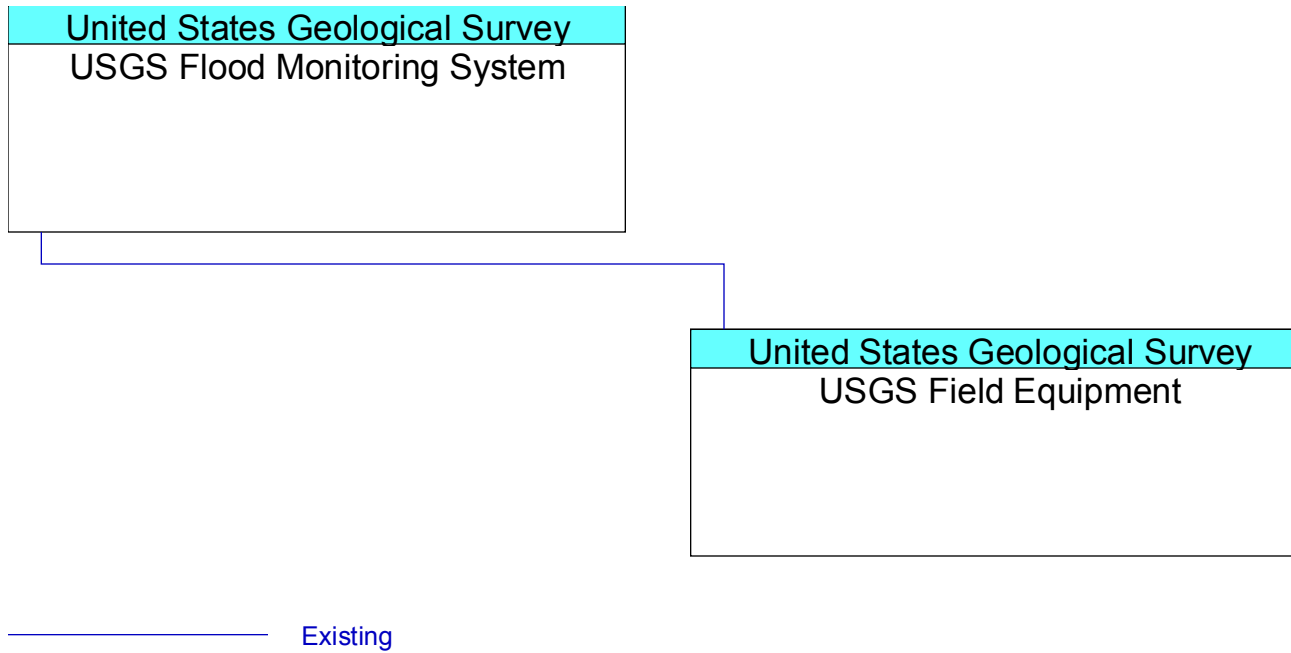 United States Geological Survey
USGS Flood Monitoring System
United States Geological Survey
USGS Field Equipment
Existing